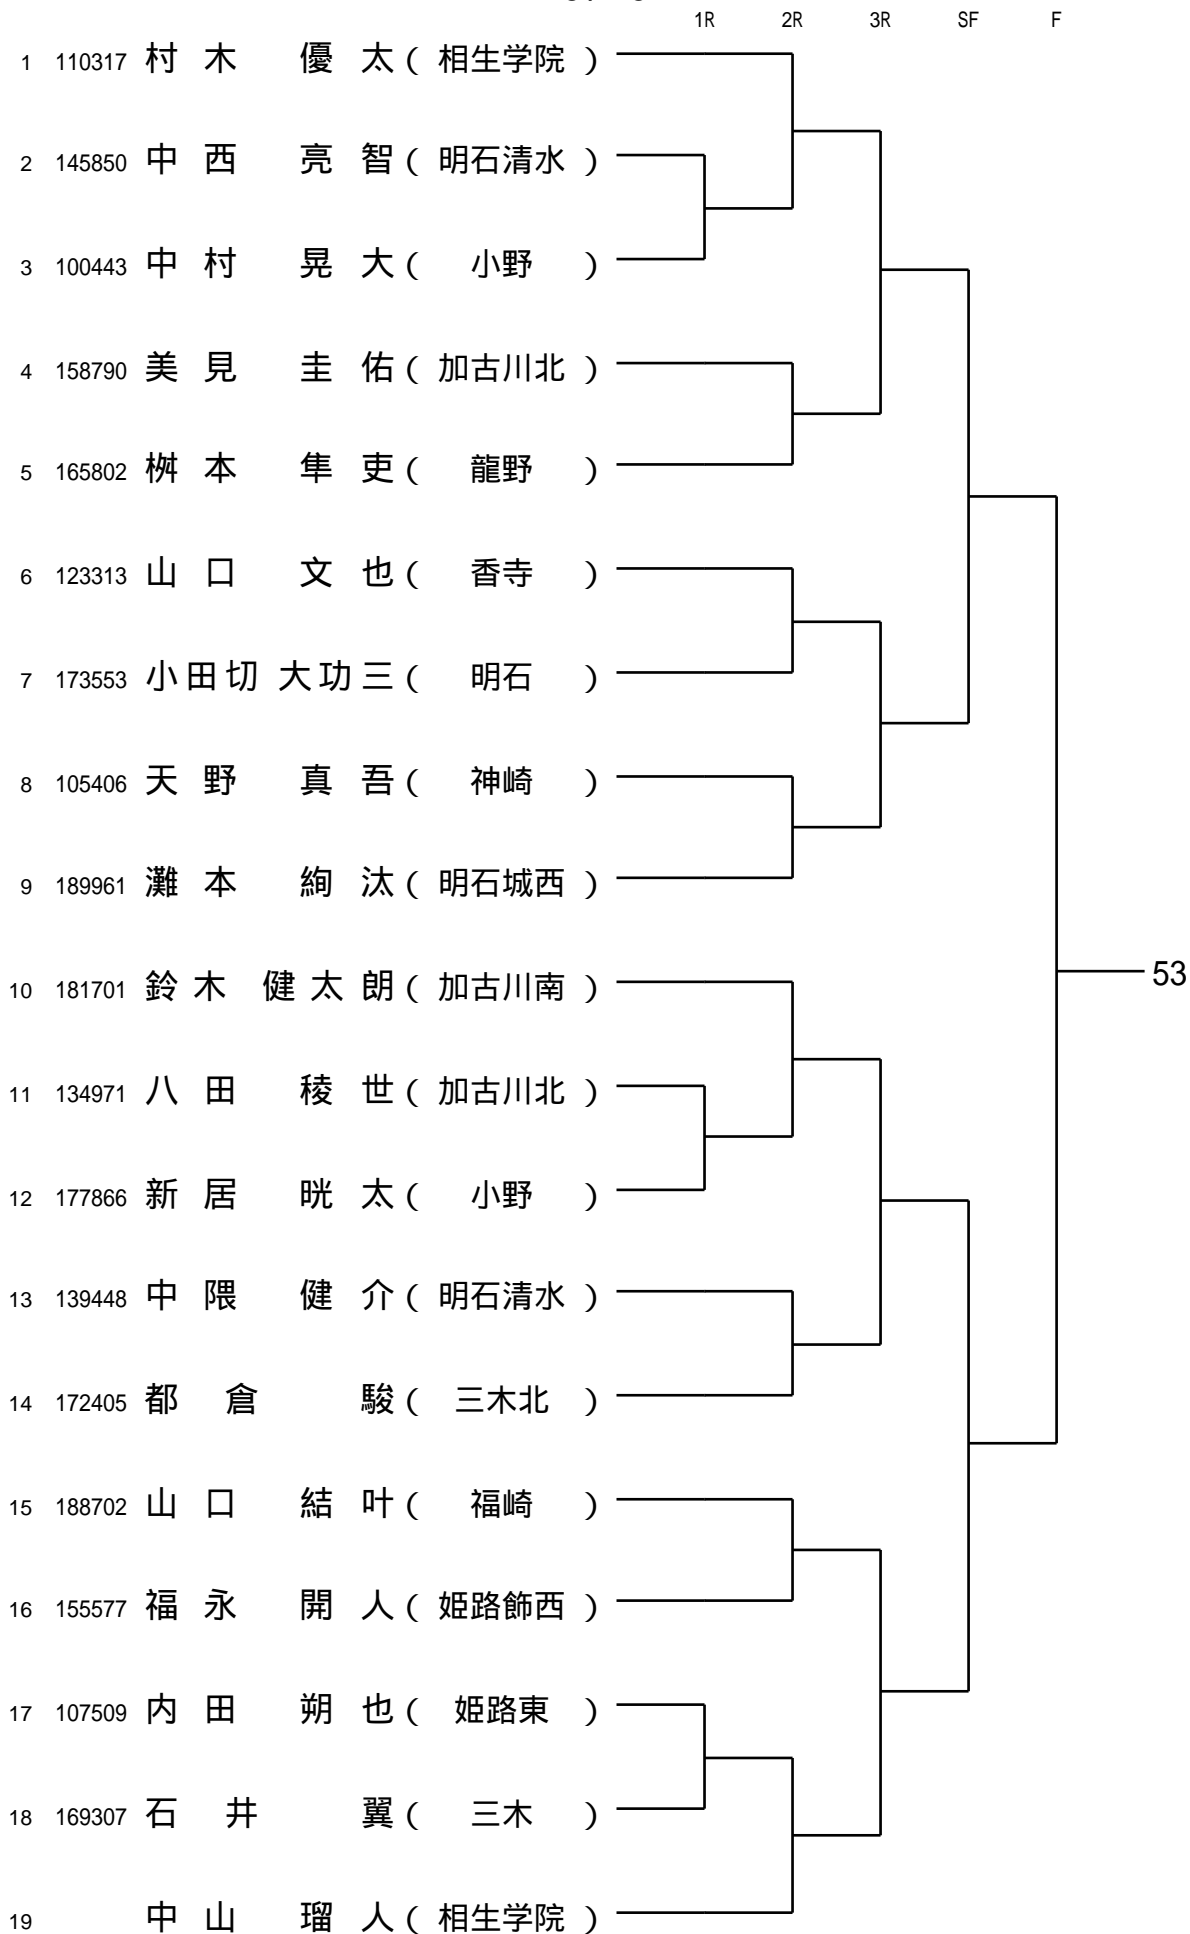 1R 2R 3R SF F
1 110317 村木 優太 ( 相生学院 )
2 145850 中西 亮智 ( 明石清水 )
3 100443 中村 晃大 ( 小野 )
4 158790 美見 圭佑 ( 加古川北 )
5 165802 桝本 隼吏 ( 龍野 )
6 123313 山口 文也 ( 香寺 )
7 173553 小田切 大功三 ( 明石 )
8 105406 天野 真吾 ( 神崎 )
9 189961 灘本 絢汰 ( 明石城西 )
10 181701 鈴木 健太朗 ( 加古川南 )
53
11 134971 八田 稜世 ( 加古川北 )
12 177866 新居 晄太 ( 小野 )
13 139448 中隈 健介 ( 明石清水 )
14 172405 都倉 駿 ( 三木北 )
15 188702 山口 結叶 ( 福崎 )
16 155577 福永 開人 ( 姫路飾西 )
17 107509 内田 朔也 ( 姫路東 )
18 169307 石井 翼 ( 三木 )
19 中山 瑠人 ( 相生学院 )